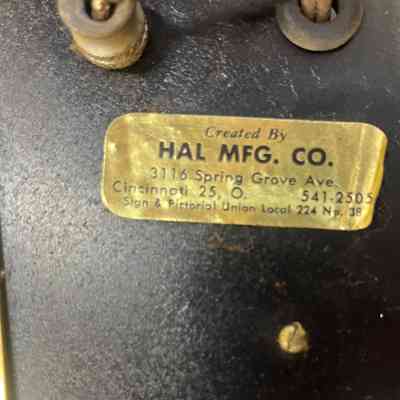 Created By
HAL MFG. CO.
3116 Spring Grove Ave.
Cincinnati 25, O. 541-2505
Sign & Pictorial Union Local 224 No. 38